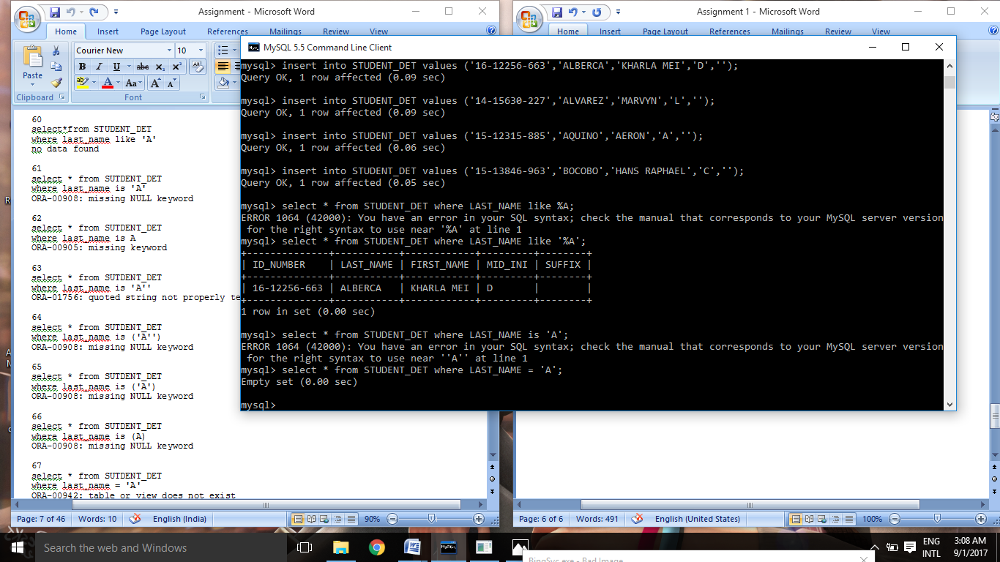 Assignment - Microsoft Word
Home Insert Page Layout References Mailings Review View
Courier New 10
Paste
Clipboard Font
60
select*from STUDENT_DET
where last_name like 'A'
no data found
61
select * from SUTDENT_DET
where last_name is 'A'
ORA-00908: missing NULL keyword
62
select * from STUDENT_DET
where last_name is A
ORA-00905: missing keyword
63
select * from STUDENT_DET
where last_name is 'A''
ORA-01756: quoted string not properly te
64
select * from STUDENT_DET
where last_name is ('A'')
ORA-00908: missing NULL keyword
65
select * from STUDENT_DET
where last_name is ('A')
ORA-00908: missing NULL keyword
66
select * from SUTDENT_DET
where last_name is (A)
ORA-00908: missing NULL keyword
67
select * from SUTDENT_DET
where last_name = 'A'
ORA-00942: table or view does not exist
Page: 7 of 46 Words: 10 English (India) 90%
Assignment 1 - Microsoft Word
Home Insert Page Layout References Mailings Review View
MySQL 5.5 Command Line Client
mysql> insert into STUDENT_DET values ('16-12256-663','ALBERCA','KHARLA MEI','D','');
Query OK, 1 row affected (0.09 sec)
mysql> insert into STUDENT_DET values ('14-15630-227','ALVAREZ','MARVYN','L','');
Query OK, 1 row affected (0.09 sec)
mysql> insert into STUDENT_DET values ('15-12315-885','AQUINO','AERON','A','');
Query OK, 1 row affected (0.06 sec)
mysql> insert into STUDENT_DET values ('15-13846-963','BOCOBO','HANS RAPHAEL','C','');
Query OK, 1 row affected (0.05 sec)
mysql> select * from STUDENT_DET where LAST_NAME like %A;
ERROR 1064 (42000): You have an error in your SQL syntax; check the manual that corresponds to your MySQL server version
for the right syntax to use near '%A' at line 1
mysql> select * from STUDENT_DET where LAST_NAME like '%A';
+--------------+-----------+------------+---------+--------+
| ID_NUMBER | LAST_NAME | FIRST_NAME | MID_INI | SUFFIX |
+--------------+-----------+------------+---------+--------+
| 16-12256-663 | ALBERCA | KHARLA MEI | D | |
+--------------+-----------+------------+---------+--------+
1 row in set (0.00 sec)
mysql> select * from STUDENT_DET where LAST_NAME is 'A';
ERROR 1064 (42000): You have an error in your SQL syntax; check the manual that corresponds to your MySQL server version
for the right syntax to use near ''A'' at line 1
mysql> select * from STUDENT_DET where LAST_NAME = 'A';
Empty set (0.00 sec)
mysql>
Page: 6 of 6 Words: 491 English (United States) 100%
Search the web and Windows
BingSvc.exe - Bad Image
ENG
INTL
3:08 AM
9/1/2017